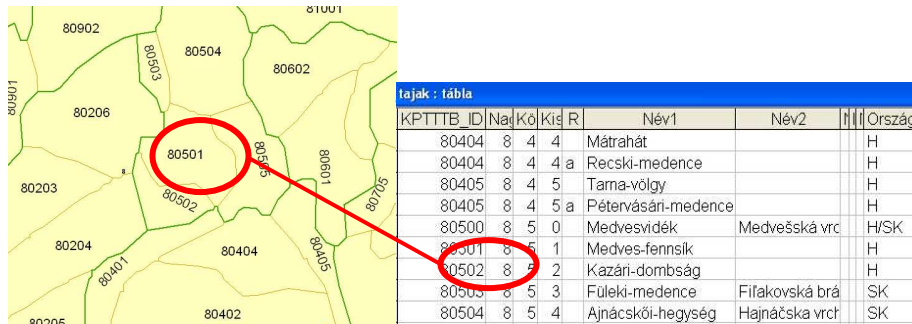 81001
80902
80503
80504
80602
80901
80206
80501
80505
80601
80203
80502
80705
80204
80404
80405
80401
80402
80205
tajak : tábla
KPTTTB_ID Nag Kö Kis R Név1 Név2 Ország
80404 8 4 4 Mátrahát H
80404 8 4 4 a Recski-medence H
80405 8 4 5 Tarna-völgy H
80405 8 4 5 a Pétervásári-medence H
80500 8 5 0 Medvesvidék Medvešská vrc H/SK
80501 8 5 1 Medves-fennsík H
80502 8 5 2 Kazári-dombság H
80503 8 5 3 Füleki-medence Fiľakovská brá SK
80504 8 5 4 Ajnácskői-hegység Hajnáčska vrch SK